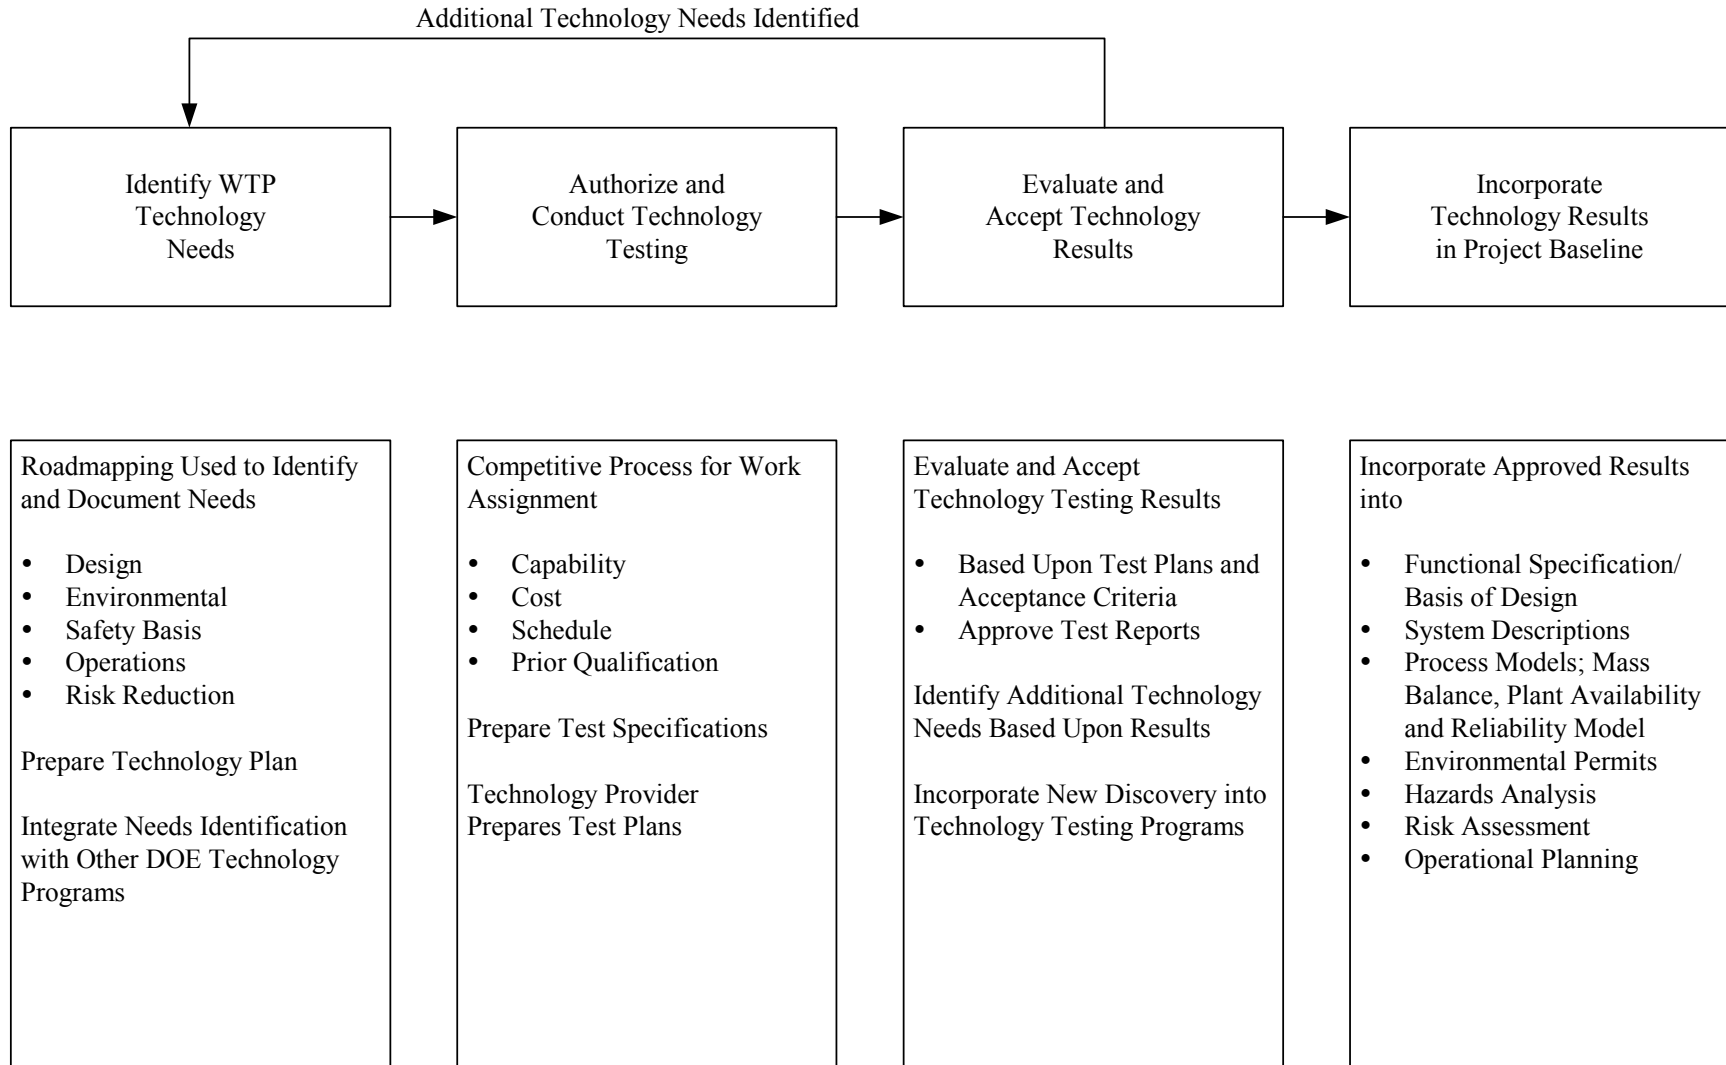 Additional Technology Needs Identified
Identify WTP
Technology
Needs
Authorize and
Conduct Technology
Testing
Evaluate and
Accept Technology
Results
Incorporate
Technology Results
in Project Baseline
Roadmapping Used to Identify
and Document Needs
• Design
• Environmental
• Safety Basis
• Operations
• Risk Reduction
Prepare Technology Plan
Integrate Needs Identification
with Other DOE Technology
Programs
Competitive Process for Work
Assignment
• Capability
• Cost
• Schedule
• Prior Qualification
Prepare Test Specifications
Technology Provider
Prepares Test Plans
Evaluate and Accept
Technology Testing Results
• Based Upon Test Plans and
Acceptance Criteria
• Approve Test Reports
Identify Additional Technology
Needs Based Upon Results
Incorporate New Discovery into
Technology Testing Programs
Incorporate Approved Results
into
• Functional Specification/
Basis of Design
• System Descriptions
• Process Models; Mass
Balance, Plant Availability
and Reliability Model
• Environmental Permits
• Hazards Analysis
• Risk Assessment
• Operational Planning